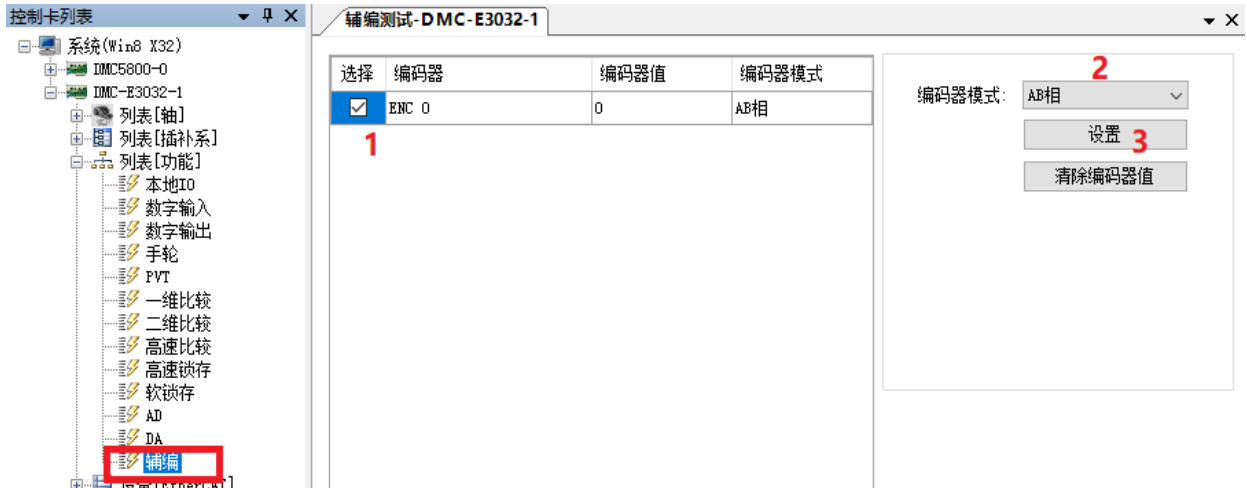 控制卡列表
系统(Win8 X32)
DMC5800-0
DMC-E3032-1
列表[轴]
列表[插补系]
列表[功能]
本地IO
数字输入
数字输出
手轮
PVT
一维比较
二维比较
高速比较
高速锁存
软锁存
AD
DA
辅编
辅编测试-DMC-E3032-1
选择 编码器 编码器值 编码器模式
ENC 0 0 AB相
1
2
编码器模式: AB相
设置 3
清除编码器值